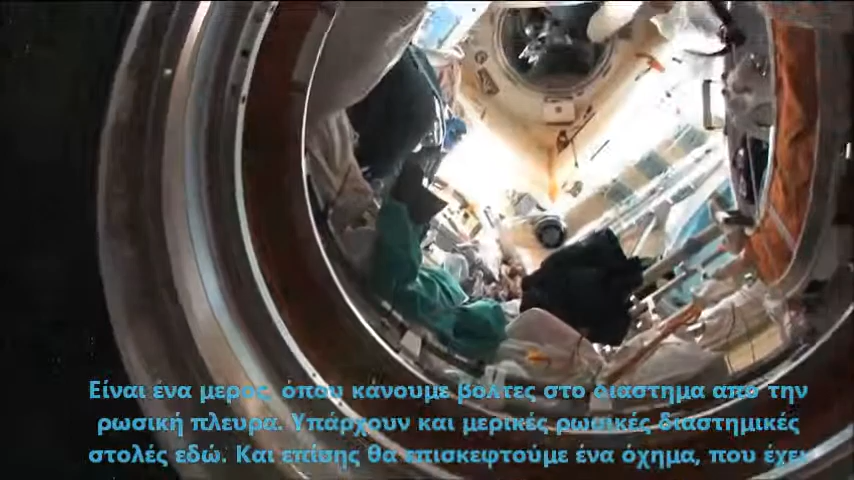 Είναι ένα μερος, όπου κάνουμε βόλτες στο διαστημα απο την
ρωσική πλευρα. Υπάρχουν και μερικές ρωσικές διαστημικές
στολές εδώ. Και επίσης θα επισκεφτούμε ένα όχημα, που έχει